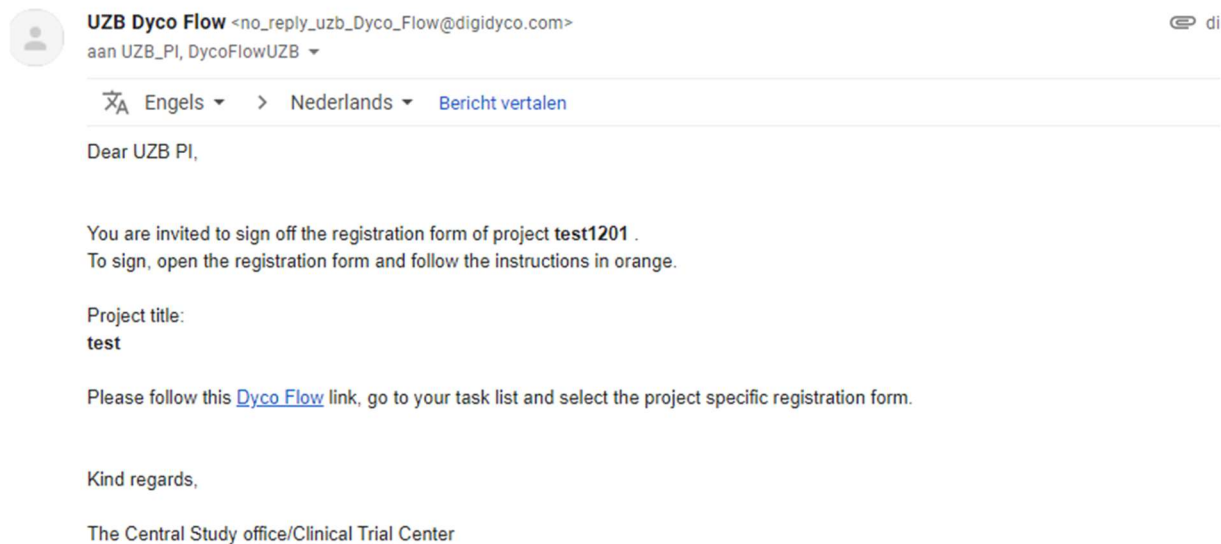 UZB Dyco Flow <no_reply_uzb_Dyco_Flow@digidyco.com>
di
aan UZB_PI, DycoFlowUZB
Engels > Nederlands Bericht vertalen
Dear UZB PI,
You are invited to sign off the registration form of project test1201 .
To sign, open the registration form and follow the instructions in orange.
Project title:
test
Please follow this Dyco Flow link, go to your task list and select the project specific registration form.
Kind regards,
The Central Study office/Clinical Trial Center